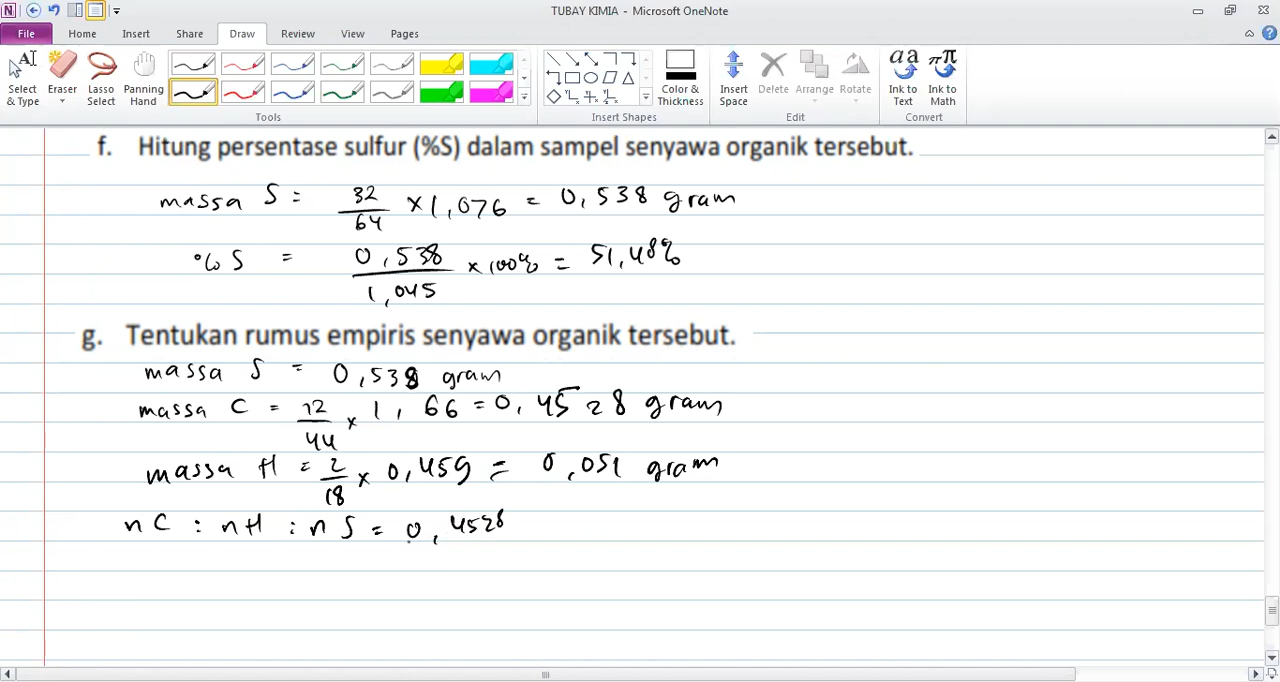 TUBAY KIMIA - Microsoft OneNote
File Home Insert Share Draw Review View Pages
Select & Type Eraser Lasso Select Panning Hand Color & Thickness Insert Space Delete Arrange Rotate Ink to Text Ink to Math
Tools Insert Shapes Edit Convert
f. Hitung persentase sulfur (%S) dalam sampel senyawa organik tersebut.
massa S = 32/64 × 1,076 = 0,538 gram
% S = 0,538/1,045 × 100% = 51,48%
g. Tentukan rumus empiris senyawa organik tersebut.
massa S = 0,538 gram
massa C = 12/44 × 1,66 = 0,4528 gram
massa H = 2/18 × 0,459 = 0,051 gram
nC : nH : nS = 0,4528